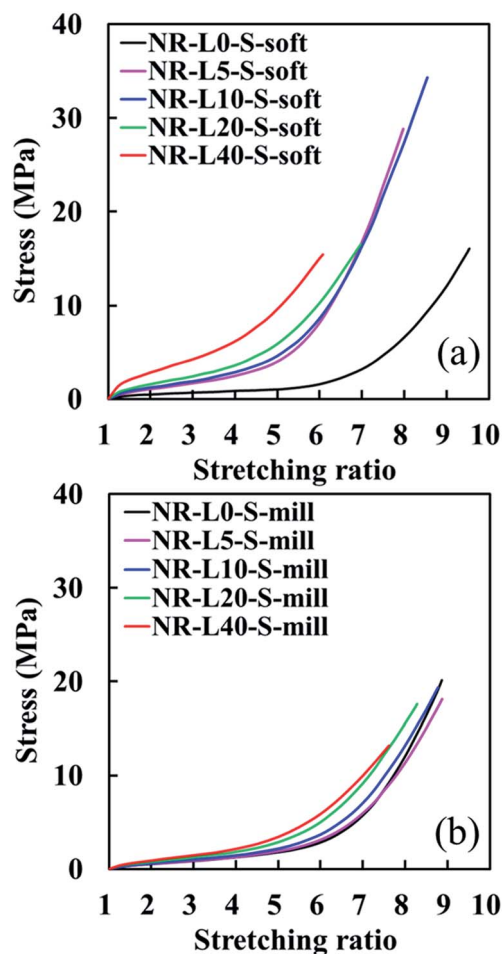 40
NR-L0-S-soft
NR-L5-S-soft
30
NR-L10-S-soft
NR-L20-S-soft
NR-L40-S-soft
20
Stress (MPa)
10
(a)
0
1 2 3 4 5 6 7 8 9 10
Stretching ratio
40
NR-L0-S-mill
NR-L5-S-mill
30
NR-L10-S-mill
NR-L20-S-mill
NR-L40-S-mill
20
Stress (MPa)
10
(b)
0
1 2 3 4 5 6 7 8 9 10
Stretching ratio